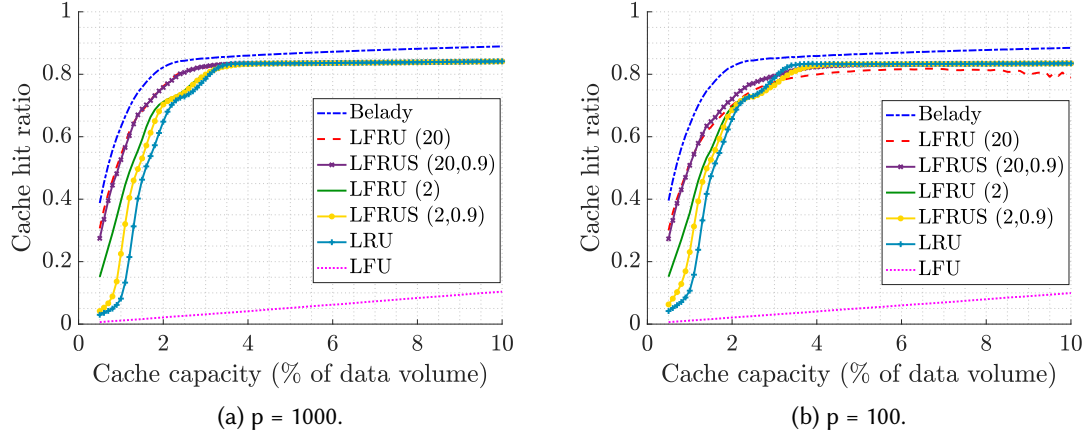 1
0.8
0.6
0.4
0.2
0
Cache hit ratio
Belady
LFRU (20)
LFRUS (20,0.9)
LFRU (2)
LFRUS (2,0.9)
LRU
LFU
0 2 4 6 8 10
Cache capacity (% of data volume)
(a) p = 1000.
1
0.8
0.6
0.4
0.2
0
Cache hit ratio
Belady
LFRU (20)
LFRUS (20,0.9)
LFRU (2)
LFRUS (2,0.9)
LRU
LFU
0 2 4 6 8 10
Cache capacity (% of data volume)
(b) p = 100.